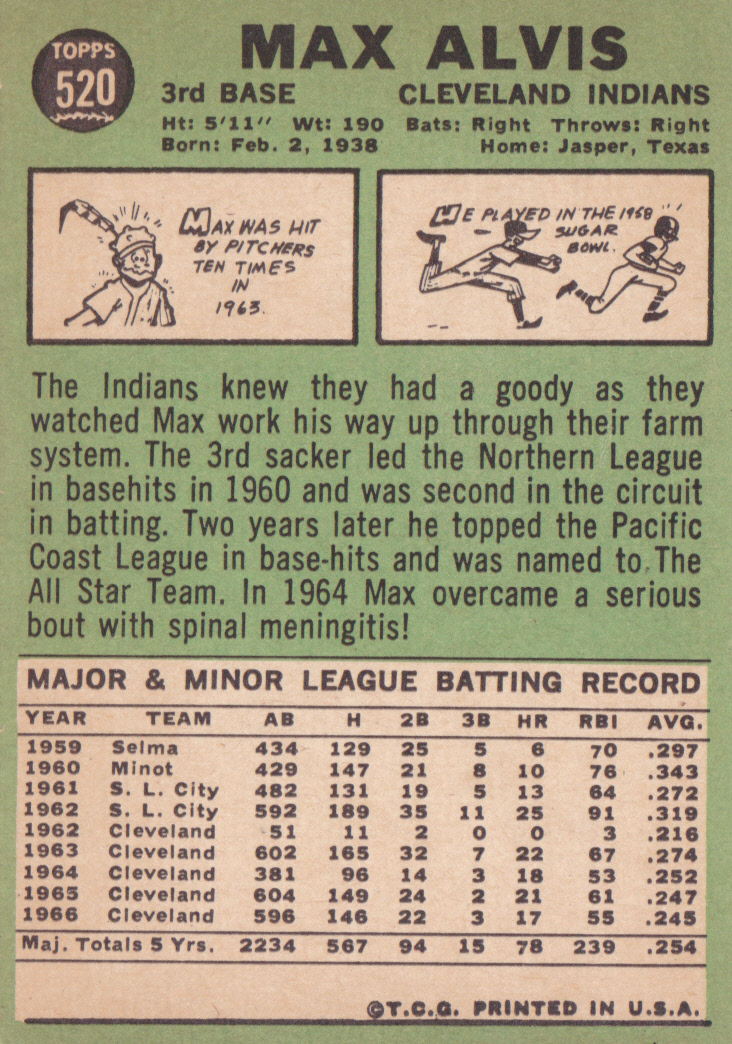 TOPPS
520
MAX ALVIS
3rd BASE CLEVELAND INDIANS
Ht: 5'11" Wt: 190 Bats: Right Throws: Right
Born: Feb. 2, 1938 Home: Jasper, Texas
MAX WAS HIT
BY PITCHERS
TEN TIMES
IN
1963.
HE PLAYED IN THE 1958
SUGAR
BOWL.
The Indians knew they had a goody as they
watched Max work his way up through their farm
system. The 3rd sacker led the Northern League
in basehits in 1960 and was second in the circuit
in batting. Two years later he topped the Pacific
Coast League in base-hits and was named to The
All Star Team. In 1964 Max overcame a serious
bout with spinal meningitis!
MAJOR & MINOR LEAGUE BATTING RECORD
YEAR TEAM AB H 2B 3B HR RBI AVG.
1959 Selma 434 129 25 5 6 70 .297
1960 Minot 429 147 21 8 10 76 .343
1961 S. L. City 482 131 19 5 13 64 .272
1962 S. L. City 592 189 35 11 25 91 .319
1962 Cleveland 51 11 2 0 0 3 .216
1963 Cleveland 602 165 32 7 22 67 .274
1964 Cleveland 381 96 14 3 18 53 .252
1965 Cleveland 604 149 24 2 21 61 .247
1966 Cleveland 596 146 22 3 17 55 .245
Maj. Totals 5 Yrs. 2234 567 94 15 78 239 .254
©T.C.G. PRINTED IN U.S.A.